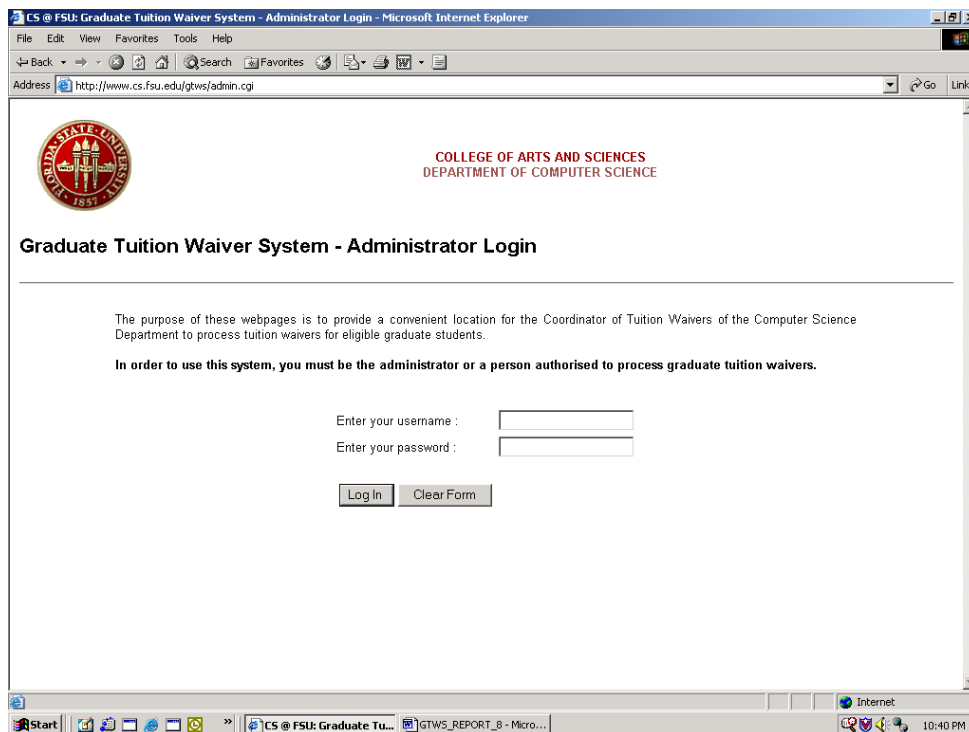 CS @ FSU: Graduate Tuition Waiver System - Administrator Login - Microsoft Internet Explorer
File Edit View Favorites Tools Help
Back Search Favorites
Address http://www.cs.fsu.edu/gtws/admin.cgi Go Link
FLORIDA·STATE·UNIVERSITY
1857
COLLEGE OF ARTS AND SCIENCES
DEPARTMENT OF COMPUTER SCIENCE
Graduate Tuition Waiver System - Administrator Login
The purpose of these webpages is to provide a convenient location for the Coordinator of Tuition Waivers of the Computer Science
Department to process tuition waivers for eligible graduate students.
In order to use this system, you must be the administrator or a person authorised to process graduate tuition waivers.
Enter your username :
Enter your password :
Log In Clear Form
Internet
Start » CS @ FSU: Graduate Tu... GTWS_REPORT_8 - Micro... 10:40 PM